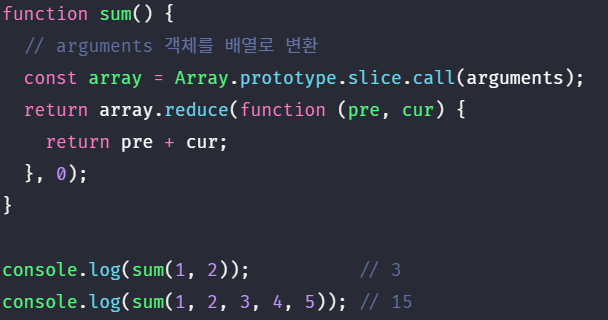 function sum() {
  // arguments 객체를 배열로 변환
  const array = Array.prototype.slice.call(arguments);
  return array.reduce(function (pre, cur) {
    return pre + cur;
  }, 0);
}

console.log(sum(1, 2));          // 3
console.log(sum(1, 2, 3, 4, 5)); // 15